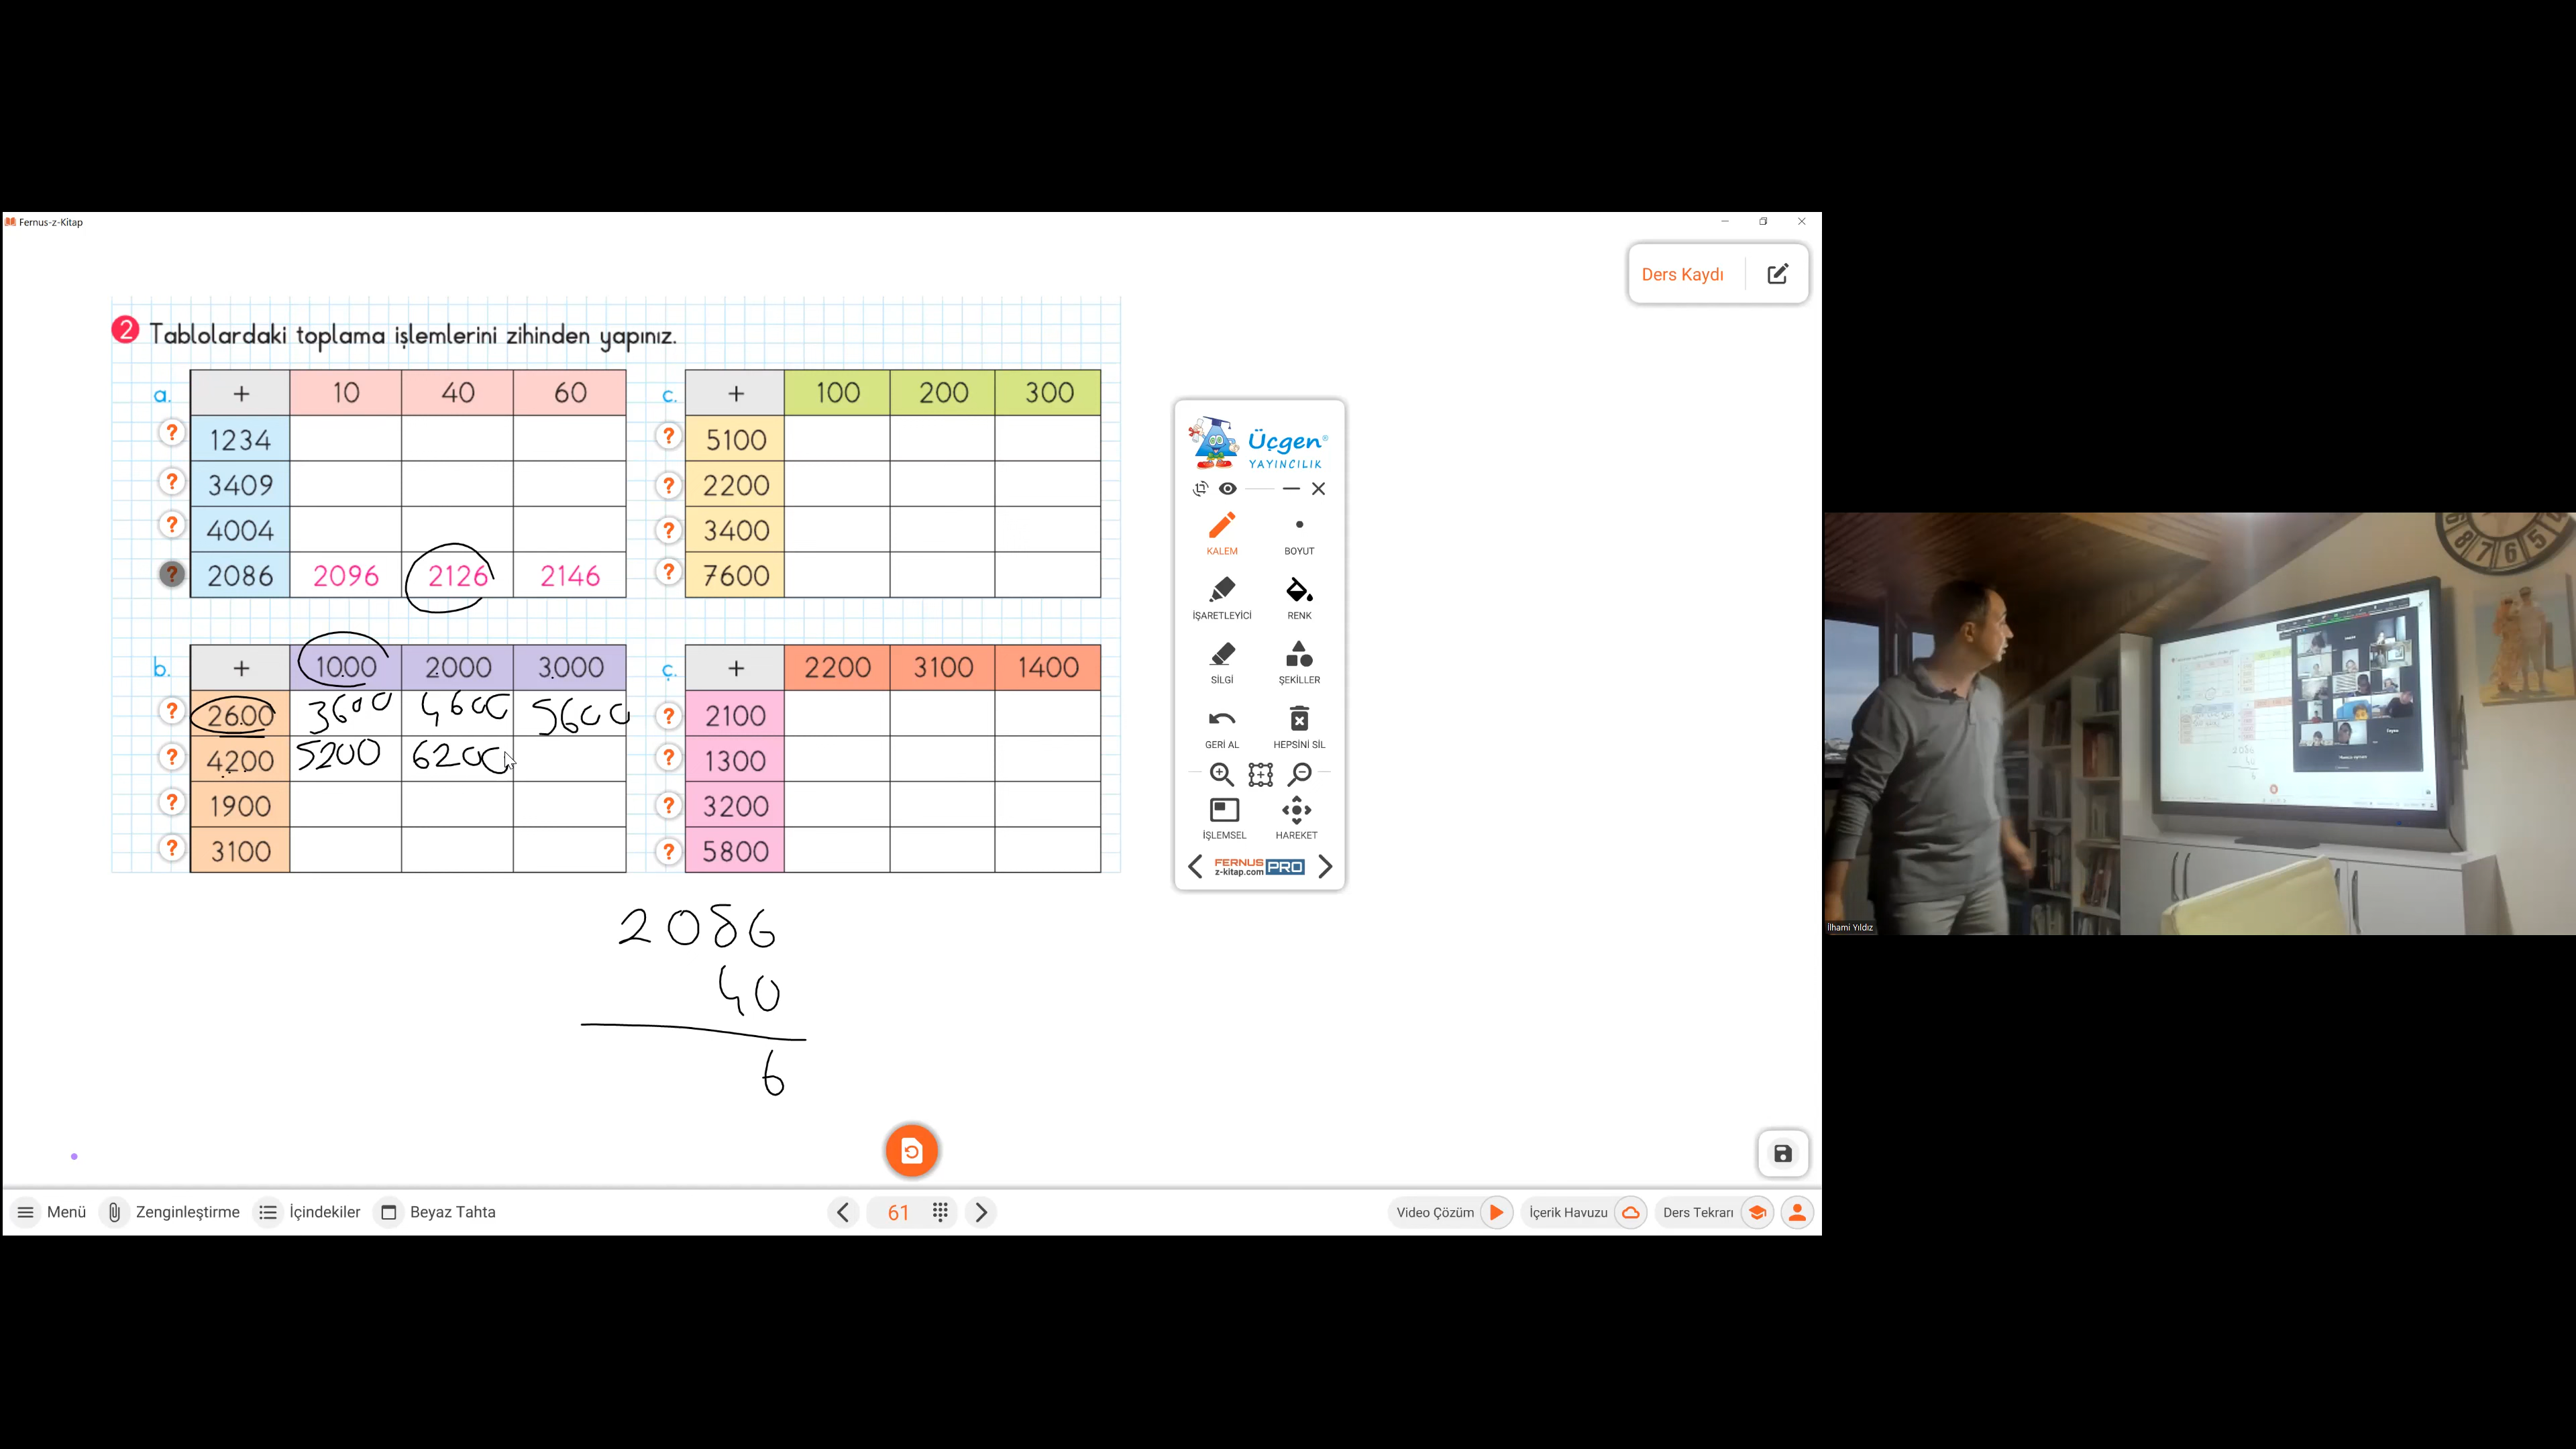 Fernus-z-Kitap
Ders Kaydı
2 Tablolardaki toplama işlemlerini zihinden yapınız.
a. + 10 40 60
? 1234
? 3409
? 4004
? 2086 2096 2126 2146
c. + 100 200 300
? 5100
? 2200
? 3400
? 7600
b. + 1000 2000 3000
? 2600 3600 4600 5600
? 4200 5200 6200
? 1900
? 3100
ç. + 2200 3100 1400
? 2100
? 1300
? 3200
? 5800
2086
40
6
Üçgen
YAYINCILIK
KALEM BOYUT
İŞARETLEYİCİ RENK
SİLGİ ŞEKİLLER
GERİ AL HEPSİNİ SİL
İŞLEMSEL HAREKET
FERNUS PRO
z-kitap.com
İlhami Yıldız
Menü Zenginleştirme İçindekiler Beyaz Tahta 61 Video Çözüm İçerik Havuzu Ders Tekrarı